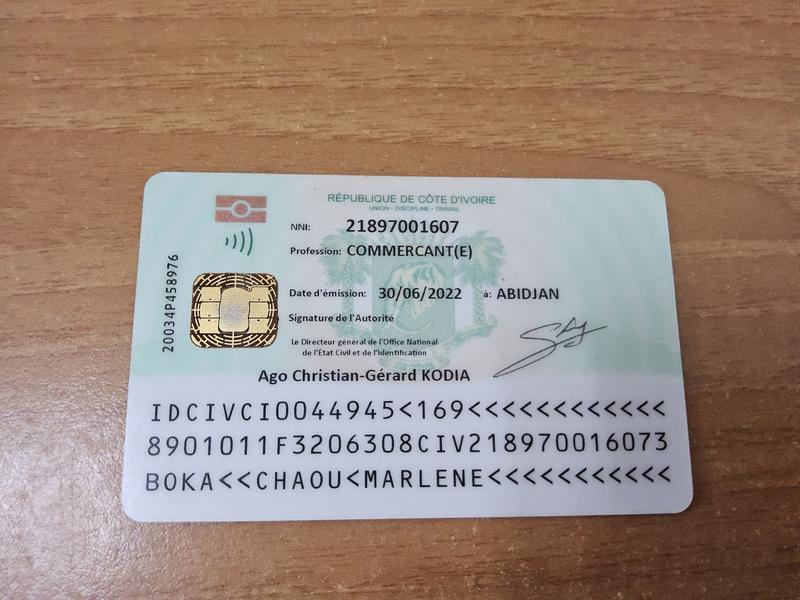 RÉPUBLIQUE DE CÔTE D'IVOIRE
UNION - DISCIPLINE - TRAVAIL
NNI: 21897001607
Profession: COMMERCANT(E)
Date d'émission: 30/06/2022 à: ABIDJAN
Signature de l'Autorité
Le Directeur général de l'Office National
de l'État Civil et de l'Identification
Ago Christian-Gérard KODIA
20034P458976
IDCIVCI0044945<169<<<<<<<<<<<<
8901011F3206308CIV218970016073
BOKA<<CHAOU<MARLENE<<<<<<<<<<<